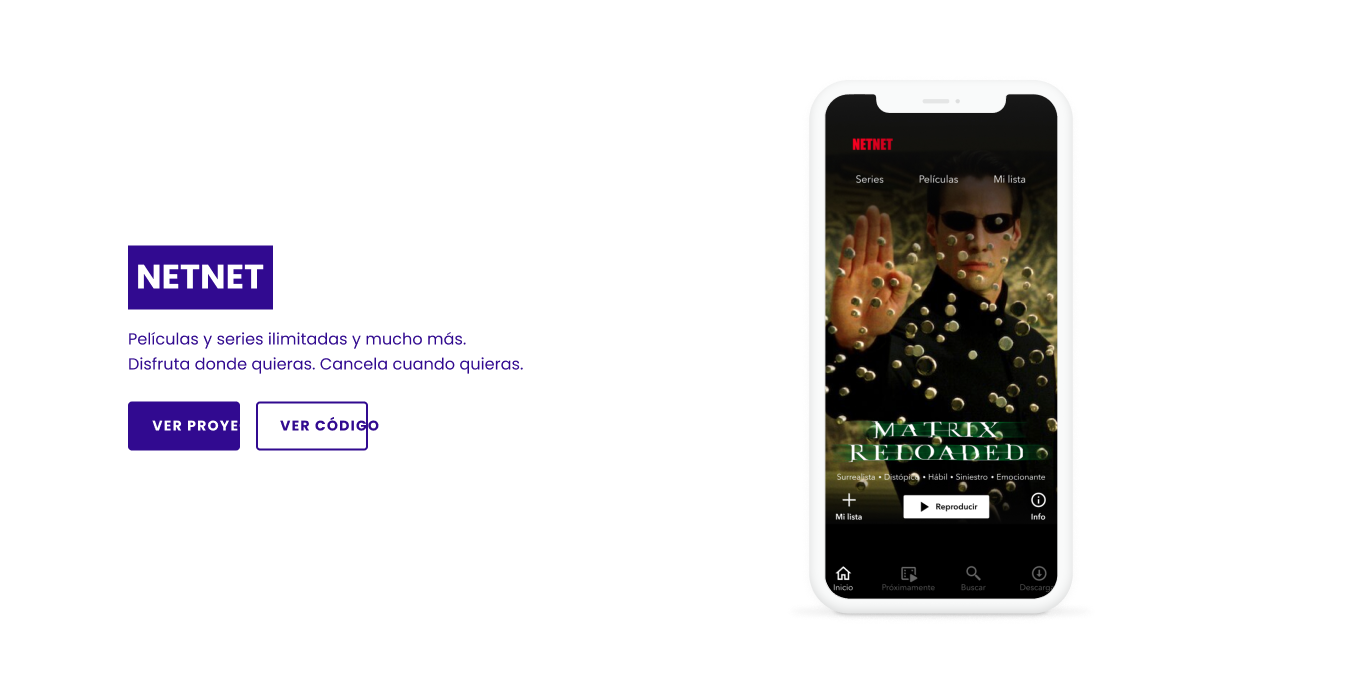 NETNET
Películas y series ilimitadas y mucho más.
Disfruta donde quieras. Cancela cuando quieras.
VER PROYE
VER CÓDIGO
NETNET
Series Películas Mi lista
MATRIX
RELOADED
Surrealista • Distópico • Hábil • Siniestro • Emocionante
Mi lista
Reproducir
Info
Inicio Próximamente Buscar Descarg